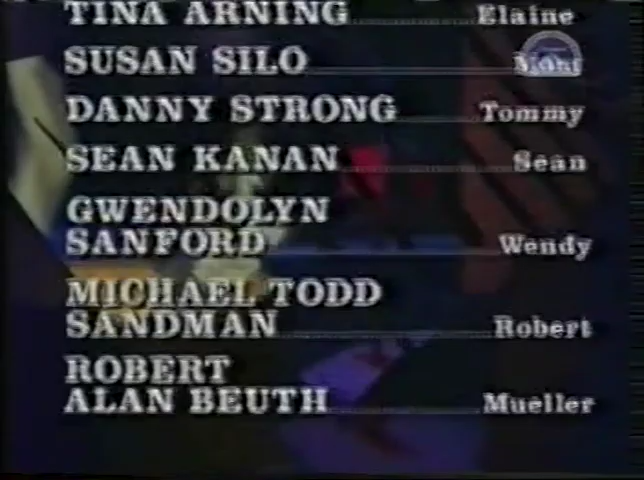 TINA ARNING Elaine
SUSAN SILO Mont
DANNY STRONG Tommy
SEAN KANAN Sean
GWENDOLYN
SANFORD Wendy
MICHAEL TODD
SANDMAN Robert
ROBERT
ALAN BEUTH Mueller